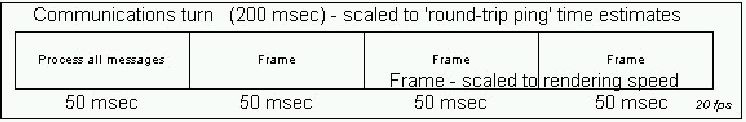 Communications turn (200 msec) - scaled to 'round-trip ping' time estimates
Process all messages Frame Frame Frame
Frame - scaled to rendering speed
50 msec 50 msec 50 msec 50 msec 20 fps